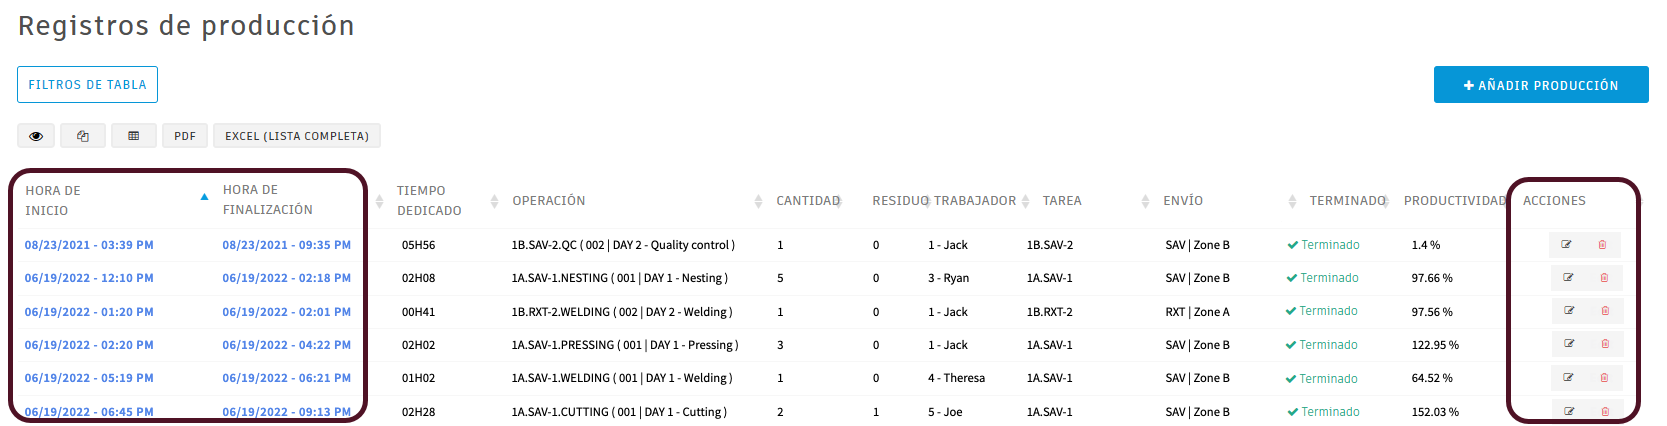 Registros de producción
FILTROS DE TABLA
AÑADIR PRODUCCIÓN
PDF EXCEL (LISTA COMPLETA)
HORA DE INICIO HORA DE FINALIZACIÓN TIEMPO DEDICADO OPERACIÓN CANTIDAD RESIDUO TRABAJADOR TAREA ENVÍO TERMINADO PRODUCTIVIDAD ACCIONES
08/23/2021 - 03:39 PM 08/23/2021 - 09:35 PM 05H56 1B.SAV-2.QC ( 002 | DAY 2 - Quality control ) 1 0 1 - Jack 1B.SAV-2 SAV | Zone B Terminado 1.4 %
06/19/2022 - 12:10 PM 06/19/2022 - 02:18 PM 02H08 1A.SAV-1.NESTING ( 001 | DAY 1 - Nesting ) 5 0 3 - Ryan 1A.SAV-1 SAV | Zone B Terminado 97.66 %
06/19/2022 - 01:20 PM 06/19/2022 - 02:01 PM 00H41 1B.RXT-2.WELDING ( 002 | DAY 2 - Welding ) 1 0 1 - Jack 1B.RXT-2 RXT | Zone A Terminado 97.56 %
06/19/2022 - 02:20 PM 06/19/2022 - 04:22 PM 02H02 1A.SAV-1.PRESSING ( 001 | DAY 1 - Pressing ) 3 0 1 - Jack 1A.SAV-1 SAV | Zone B Terminado 122.95 %
06/19/2022 - 05:19 PM 06/19/2022 - 06:21 PM 01H02 1A.SAV-1.WELDING ( 001 | DAY 1 - Welding ) 1 0 4 - Theresa 1A.SAV-1 SAV | Zone B Terminado 64.52 %
06/19/2022 - 06:45 PM 06/19/2022 - 09:13 PM 02H28 1A.SAV-1.CUTTING ( 001 | DAY 1 - Cutting ) 2 1 5 - Joe 1A.SAV-1 SAV | Zone B Terminado 152.03 %